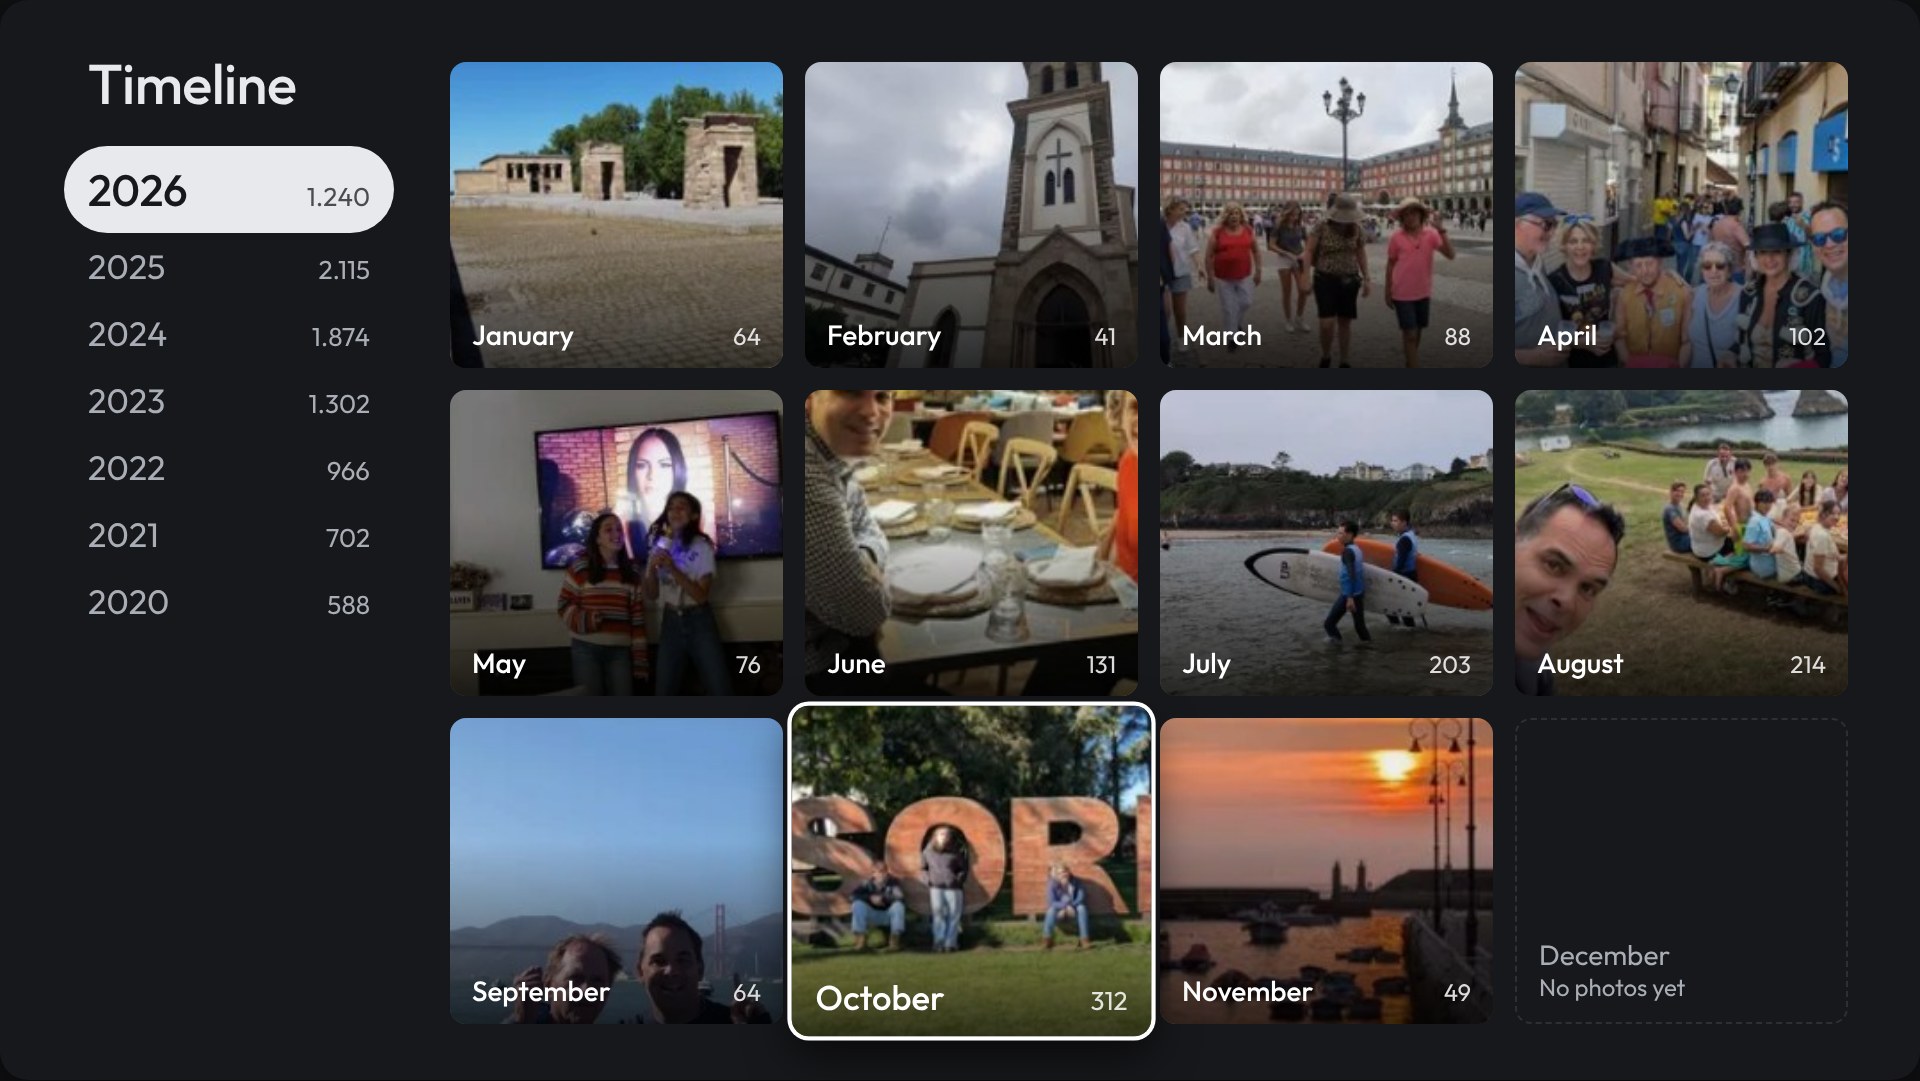 Timeline
2026 1.240
2025 2.115
2024 1.874
2023 1.302
2022 966
2021 702
2020 588
January 64
February 41
March 88
April 102
May 76
June 131
July 203
August 214
September 64
SORI
October 312
November 49
December
No photos yet